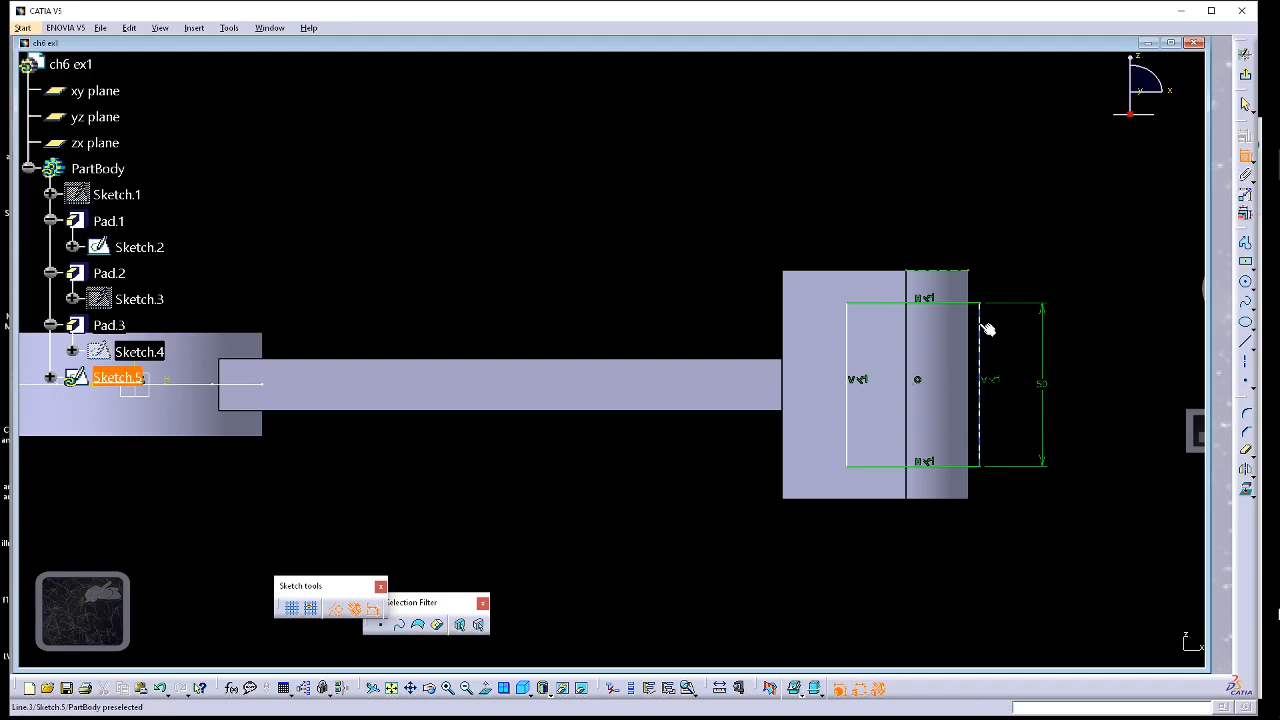 CATIA V5
Start ENOVIA V5 File Edit View Insert Tools Window Help
ch6 ex1
ch6 ex1
xy plane
yz plane
zx plane
PartBody
Sketch.1
Pad.1
Sketch.2
Pad.2
Sketch.3
Pad.3
Sketch.4
Sketch.5
z
x
y
H
V
V
H
50
Sketch tools
election Filter
z
x
Line.3/Sketch.5/PartBody preselected